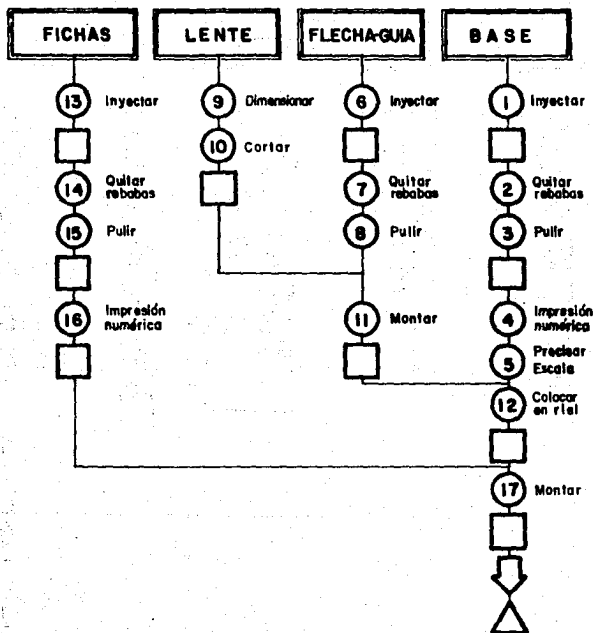 FICHAS
LENTE
FLECHA-GUIA
BASE
13 Inyectar
14 Quitar
rebabas
15 Pulir
16 Impresión
numérica
9 Dimensionar
10 Cortar
6 Inyectar
7 Quitar
rebabas
8 Pulir
11 Montar
1 Inyectar
2 Quitar
rebabas
3 Pulir
4 Impresión
numérica
5 Precisar
Escala
12 Colocar
en riel
17 Montar